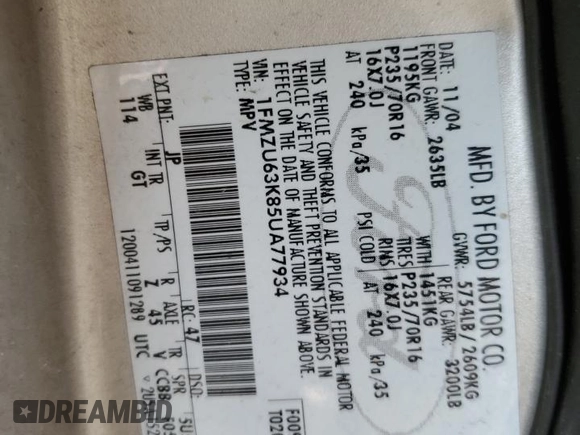 MFD. BY FORD MOTOR CO.
DATE: 11/04 GVWR: 5754LB / 2609KG
FRONT GAWR: 2635LB REAR GAWR: 3200LB
1195KG WITH 1451KG
P235/70R16 TIRES P235/70R16
16X7.0J RIMS 16X7.0J
AT 240 kPa/35 PSI COLD AT 240 kPa/35
THIS VEHICLE CONFORMS TO ALL APPLICABLE FEDERAL MOTOR
VEHICLE SAFETY AND THEFT PREVENTION STANDARDS IN
EFFECT ON THE DATE OF MANUFACTURE SHOWN ABOVE.
VIN: 1FMZU63K85UA77934
TYPE: MPV
EXT PNT: JP RC: 47 DSO:
WB INT TR TP/PS R AXLE TR SPR
114 GT Z 45 V
1200411091289 UTC
DREAMBID